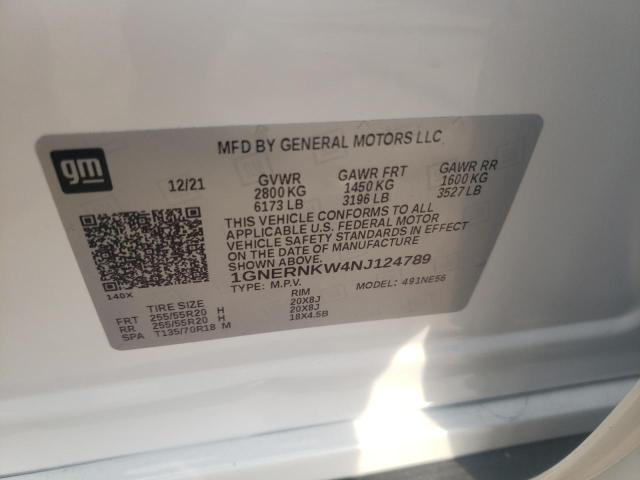 gm
MFD BY GENERAL MOTORS LLC
12/21 GVWR GAWR FRT GAWR RR
2800 KG 1450 KG 1600 KG
6173 LB 3196 LB 3527 LB
THIS VEHICLE CONFORMS TO ALL
APPLICABLE U.S. FEDERAL MOTOR
VEHICLE SAFETY STANDARDS IN EFFECT
ON THE DATE OF MANUFACTURE
SHOWN ABOVE.
1GNERNKW4NJ124789
140X TYPE: M.P.V. MODEL: 491NE56
TIRE SIZE RIM
FRT 255/55R20 H 20X8J
RR 255/55R20 H 20X8J
SPA T135/70R18 M 18X4.5B